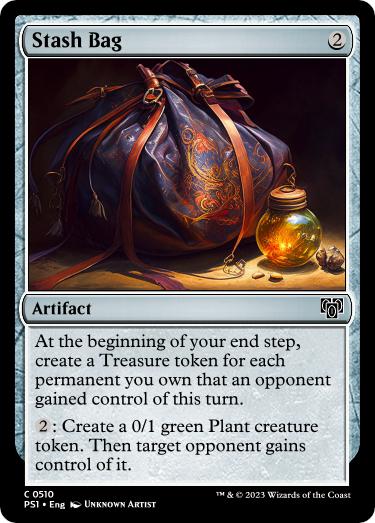 Stash Bag 2
Artifact
At the beginning of your end step,
create a Treasure token for each
permanent you own that an opponent
gained control of this turn.
2: Create a 0/1 green Plant creature
token. Then target opponent gains
control of it.
C 0510
PS1 • Eng Unknown Artist
™ & © 2023 Wizards of the Coast